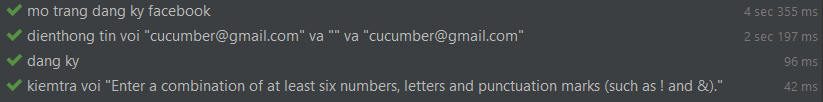 mo trang dang ky facebook 4 sec 355 ms
dienthong tin voi "cucumber@gmail.com" va "" va "cucumber@gmail.com" 2 sec 197 ms
dang ky 96 ms
kiemtra voi "Enter a combination of at least six numbers, letters and punctuation marks (such as ! and &)." 42 ms